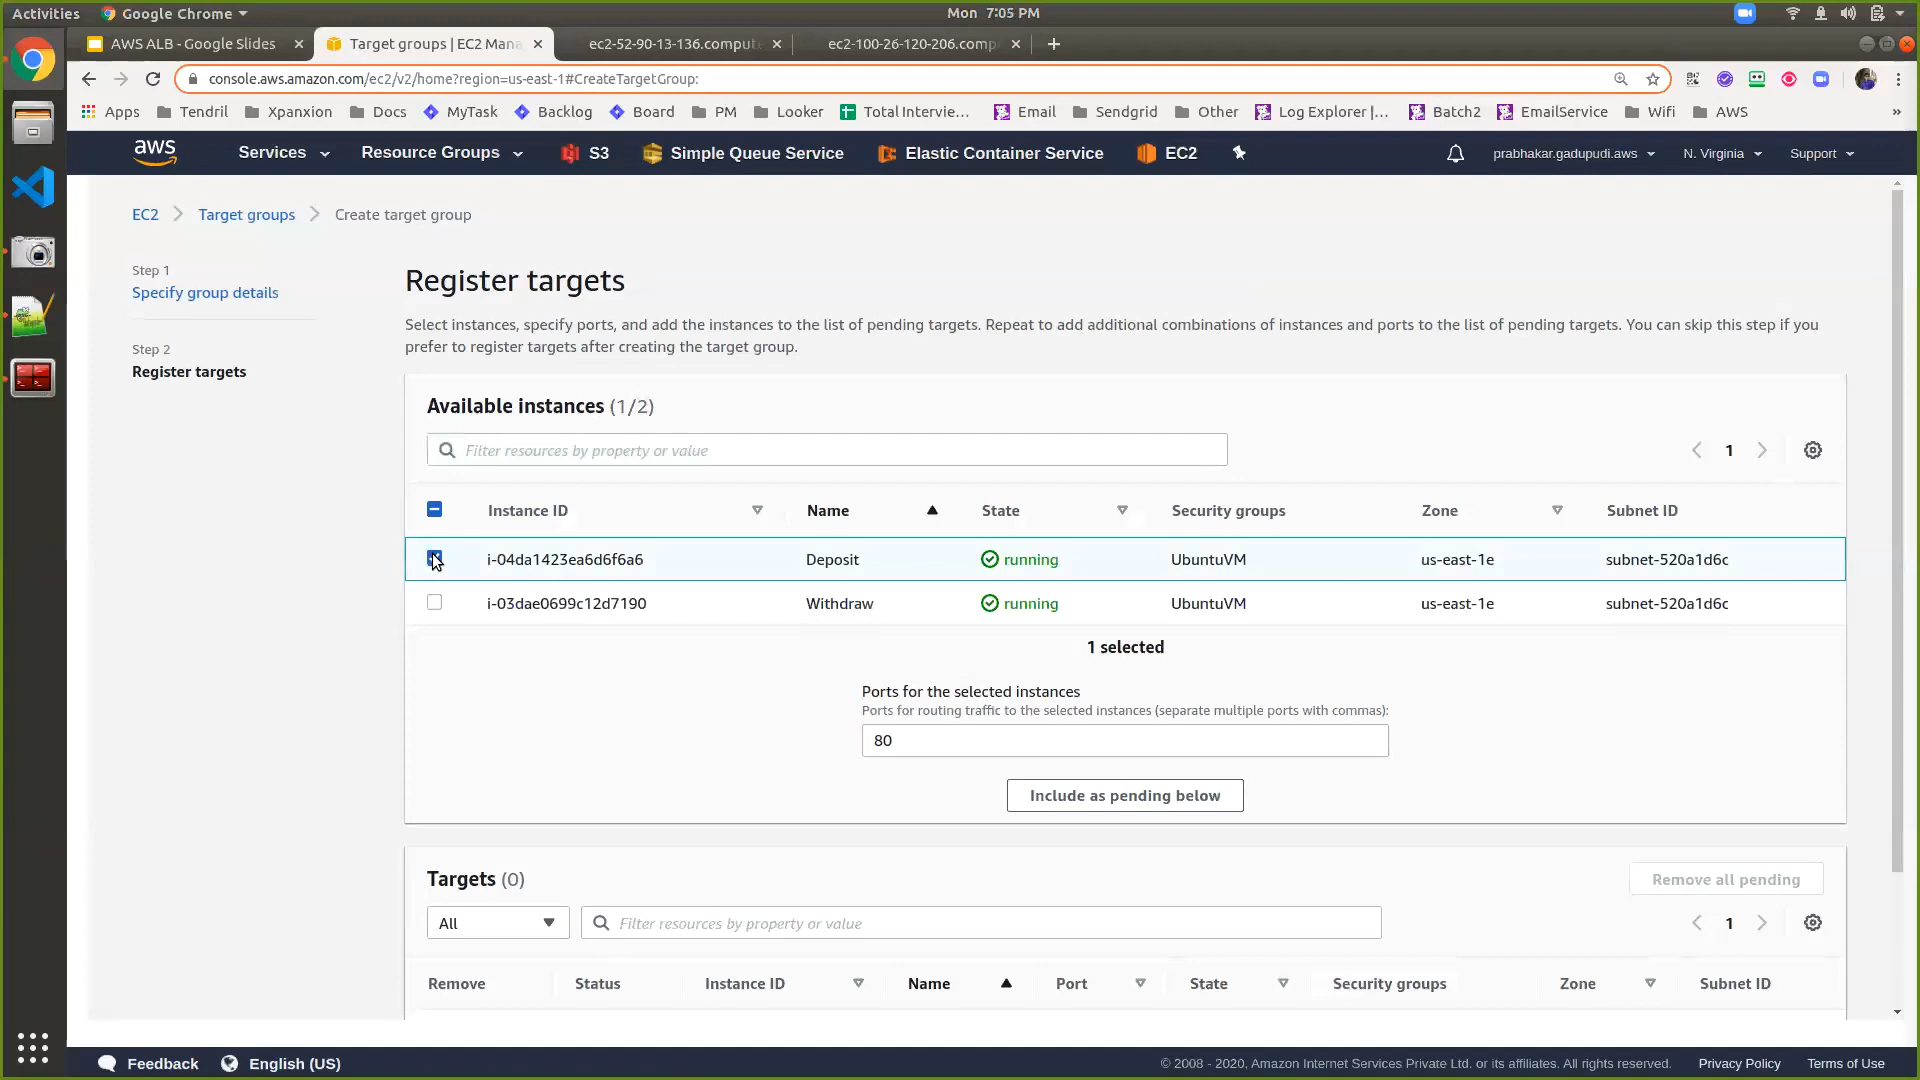 Activities
Google Chrome
Mon 7:05 PM
AWS ALB - Google Slides
Target groups | EC2 Mana
ec2-52-90-13-136.comput
ec2-100-26-120-206.comp
console.aws.amazon.com/ec2/v2/home?region=us-east-1#CreateTargetGroup:
Apps
Tendril
Xpanxion
Docs
MyTask
Backlog
Board
PM
Looker
Total Intervie...
Email
Sendgrid
Other
Log Explorer |...
Batch2
EmailService
Wifi
AWS
»
aws
Services
Resource Groups
S3
Simple Queue Service
Elastic Container Service
EC2
prabhakar.gadupudi.aws
N. Virginia
Support
EC2
Target groups
Create target group
Step 1
Specify group details
Step 2
Register targets
Register targets
Select instances, specify ports, and add the instances to the list of pending targets. Repeat to add additional combinations of instances and ports to the list of pending targets. You can skip this step if you
prefer to register targets after creating the target group.
Available instances (1/2)
Filter resources by property or value
1
Instance ID
Name
State
Security groups
Zone
Subnet ID
i-04da1423ea6d6f6a6
Deposit
running
UbuntuVM
us-east-1e
subnet-520a1d6c
i-03dae0699c12d7190
Withdraw
running
UbuntuVM
us-east-1e
subnet-520a1d6c
1 selected
Ports for the selected instances
Ports for routing traffic to the selected instances (separate multiple ports with commas):
80
Include as pending below
Targets (0)
Remove all pending
All
Filter resources by property or value
1
Remove
Status
Instance ID
Name
Port
State
Security groups
Zone
Subnet ID
Feedback
English (US)
© 2008 - 2020, Amazon Internet Services Private Ltd. or its affiliates. All rights reserved.
Privacy Policy
Terms of Use